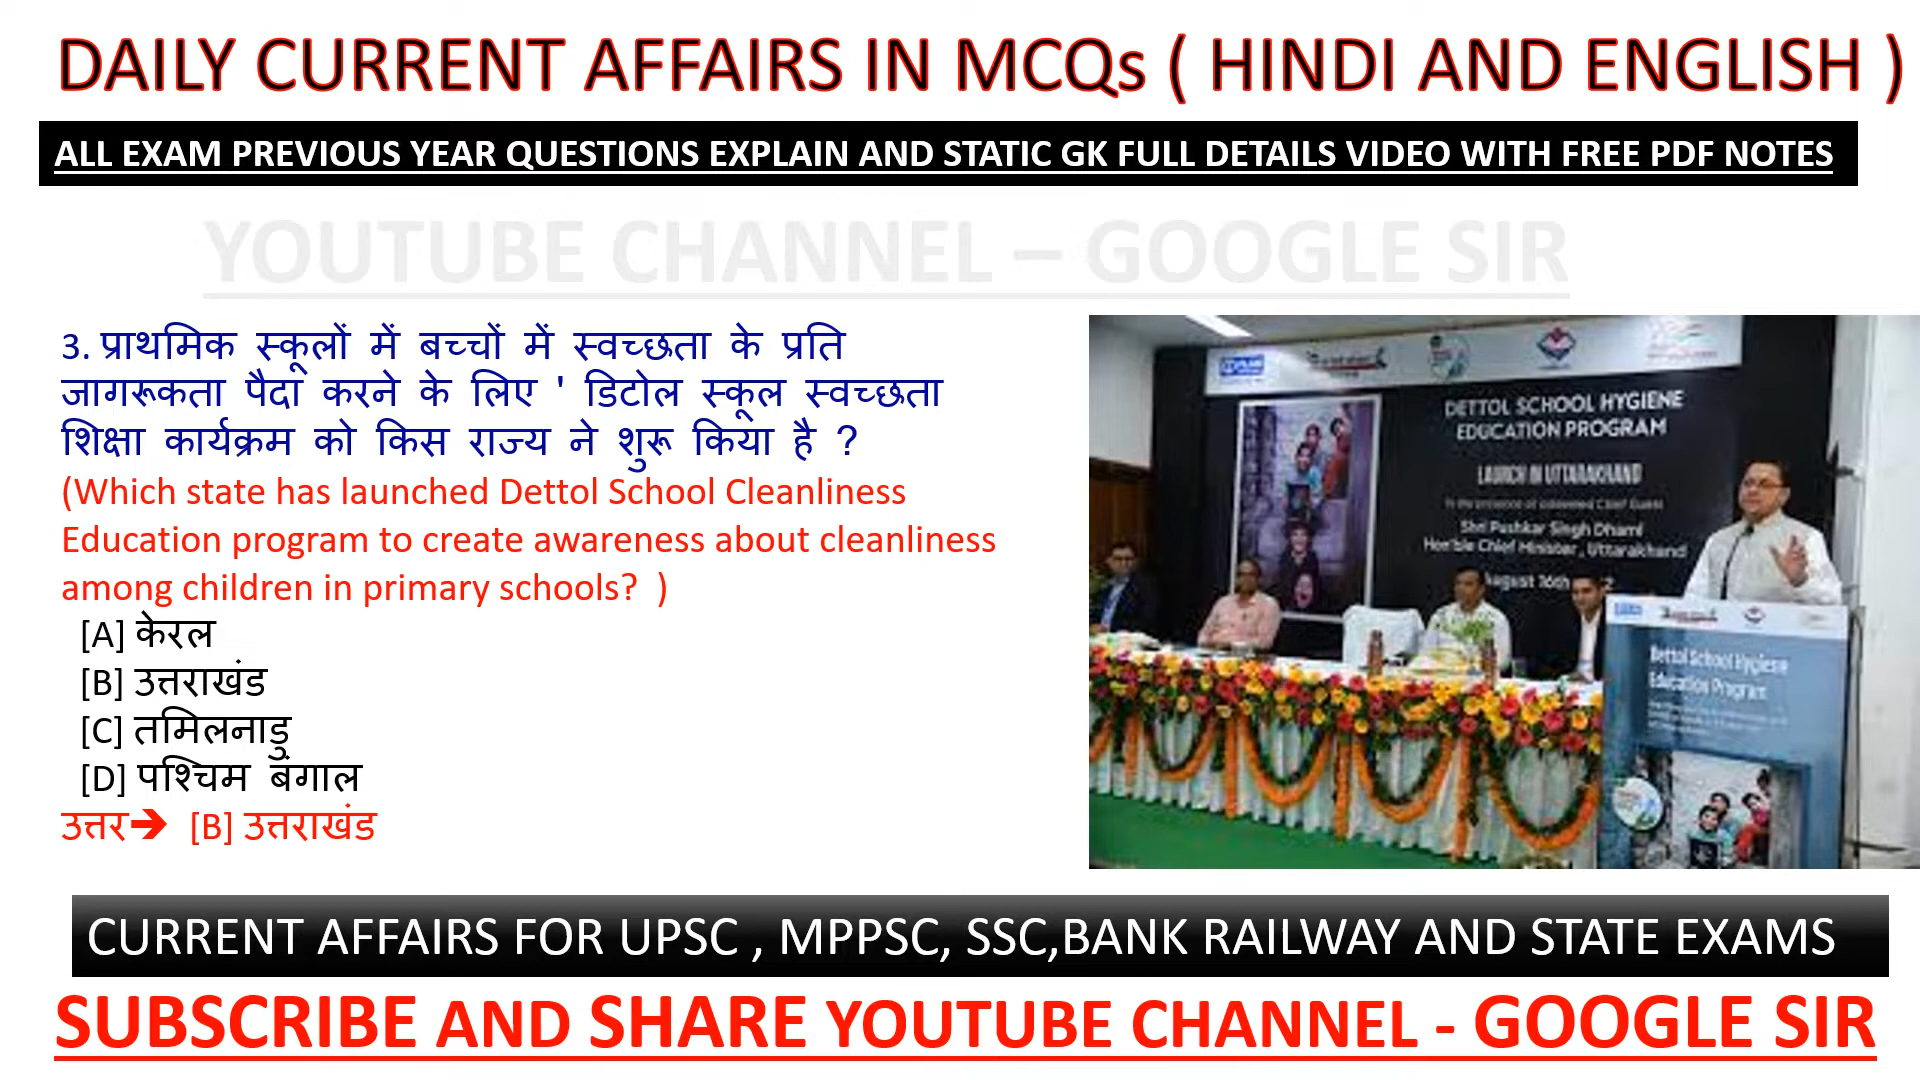 DAILY CURRENT AFFAIRS IN MCQs ( HINDI AND ENGLISH )
ALL EXAM PREVIOUS YEAR QUESTIONS EXPLAIN AND STATIC GK FULL DETAILS VIDEO WITH FREE PDF NOTES
YOUTUBE CHANNEL – GOOGLE SIR
3. प्राथमिक स्कूलों में बच्चों में स्वच्छता के प्रति
जागरूकता पैदा करने के लिए ' डिटोल स्कूल स्वच्छता
शिक्षा कार्यक्रम को किस राज्य ने शुरू किया है ?
(Which state has launched Dettol School Cleanliness
Education program to create awareness about cleanliness
among children in primary schools? )
[A] केरल
[B] उत्तराखंड
[C] तमिलनाडु
[D] पश्चिम बंगाल
उत्तर➔ [B] उत्तराखंड
DETTOL SCHOOL HYGIENE
EDUCATION PROGRAM
LAUNCH IN UTTARAKHAND
Shri Pushkar Singh Dhami
Hon'ble Chief Minister, Uttarakhand
August 16th
Dettol School Hygiene
Education Program
CURRENT AFFAIRS FOR UPSC , MPPSC, SSC,BANK RAILWAY AND STATE EXAMS
SUBSCRIBE AND SHARE YOUTUBE CHANNEL - GOOGLE SIR